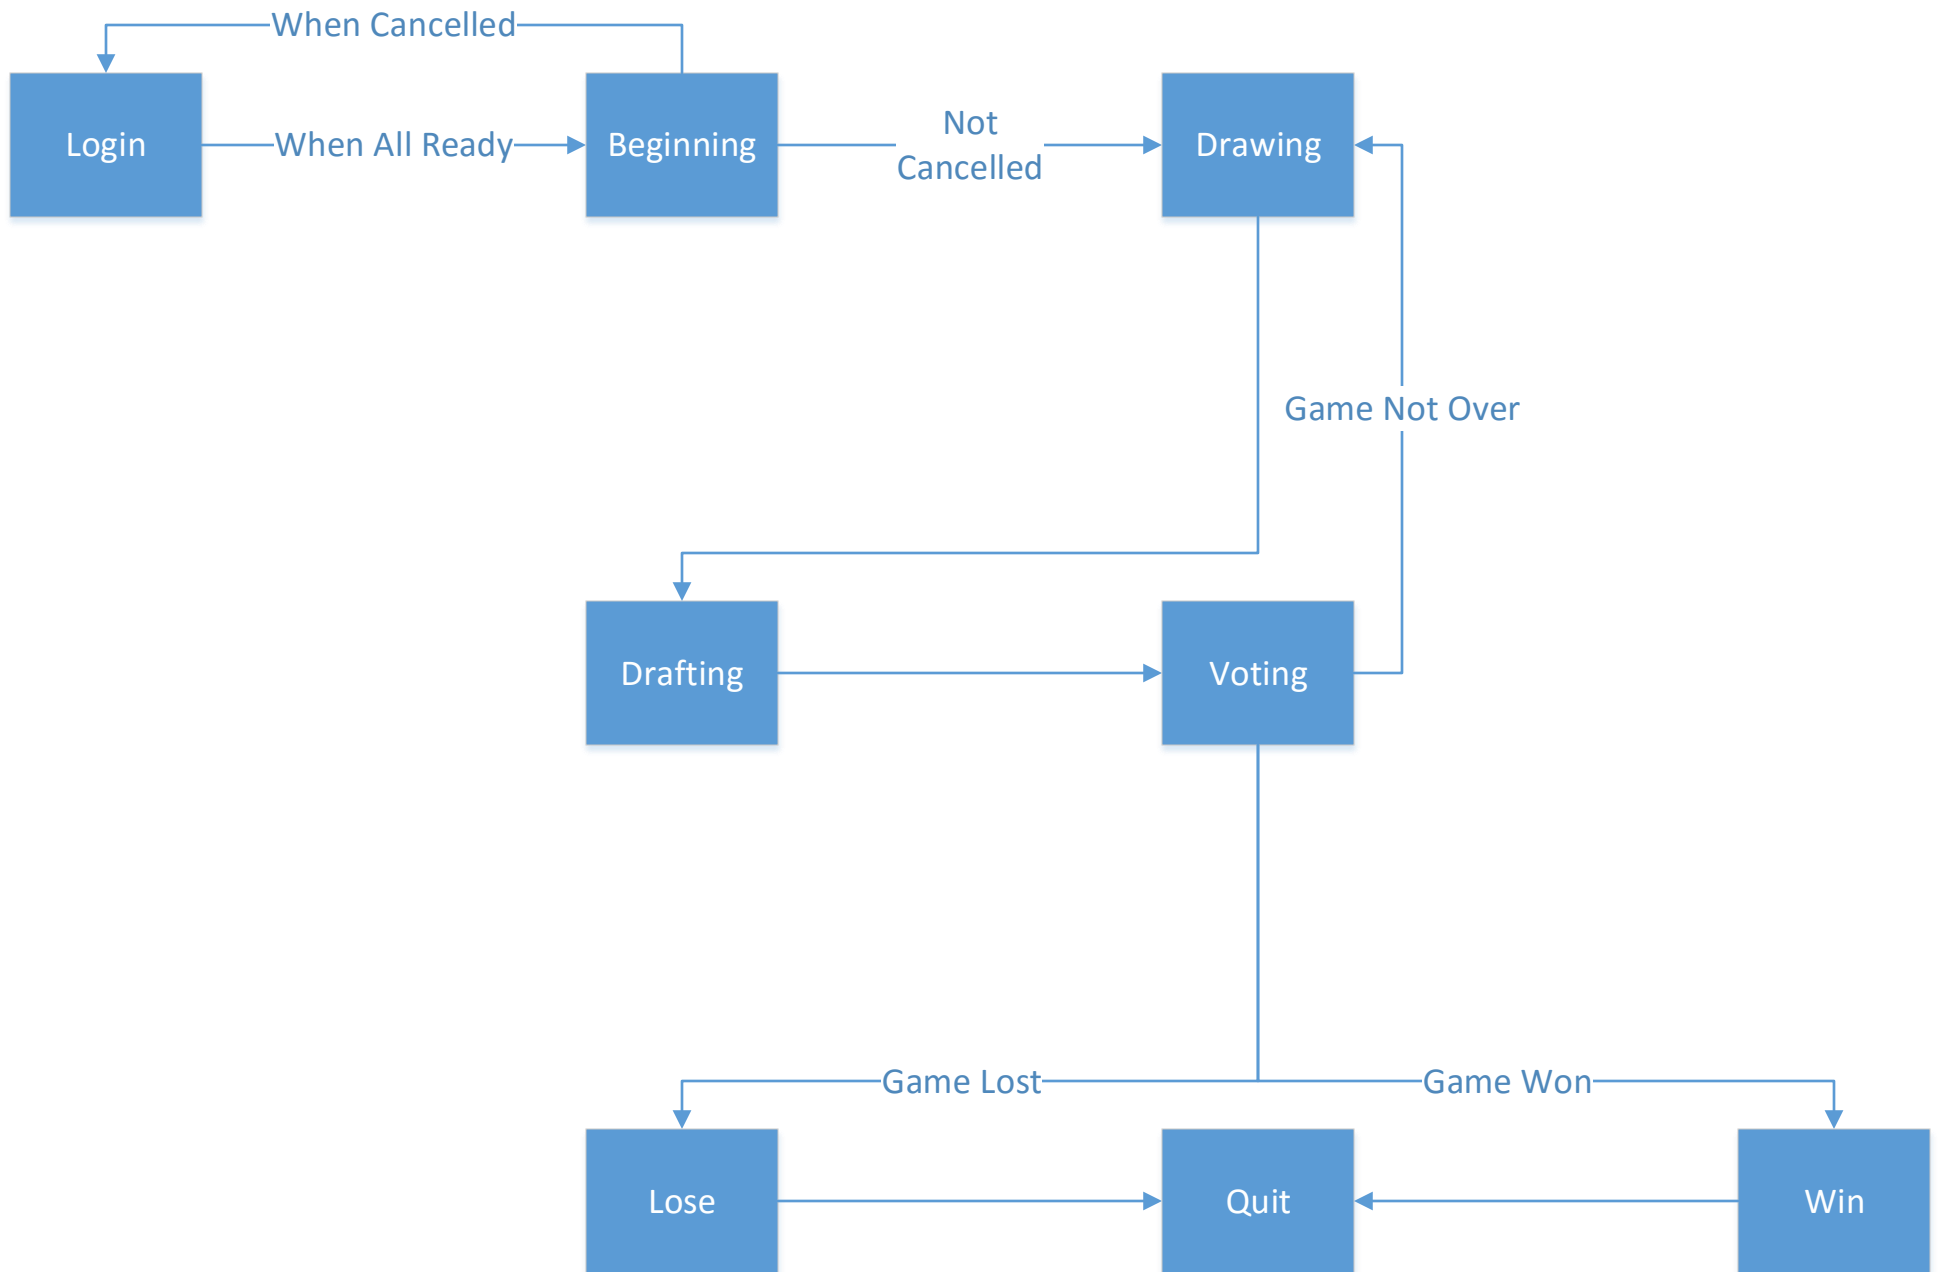 When Cancelled
Login
When All Ready
Beginning
Not
Cancelled
Drawing
Game Not Over
Drafting
Voting
Game Lost
Game Won
Lose
Quit
Win